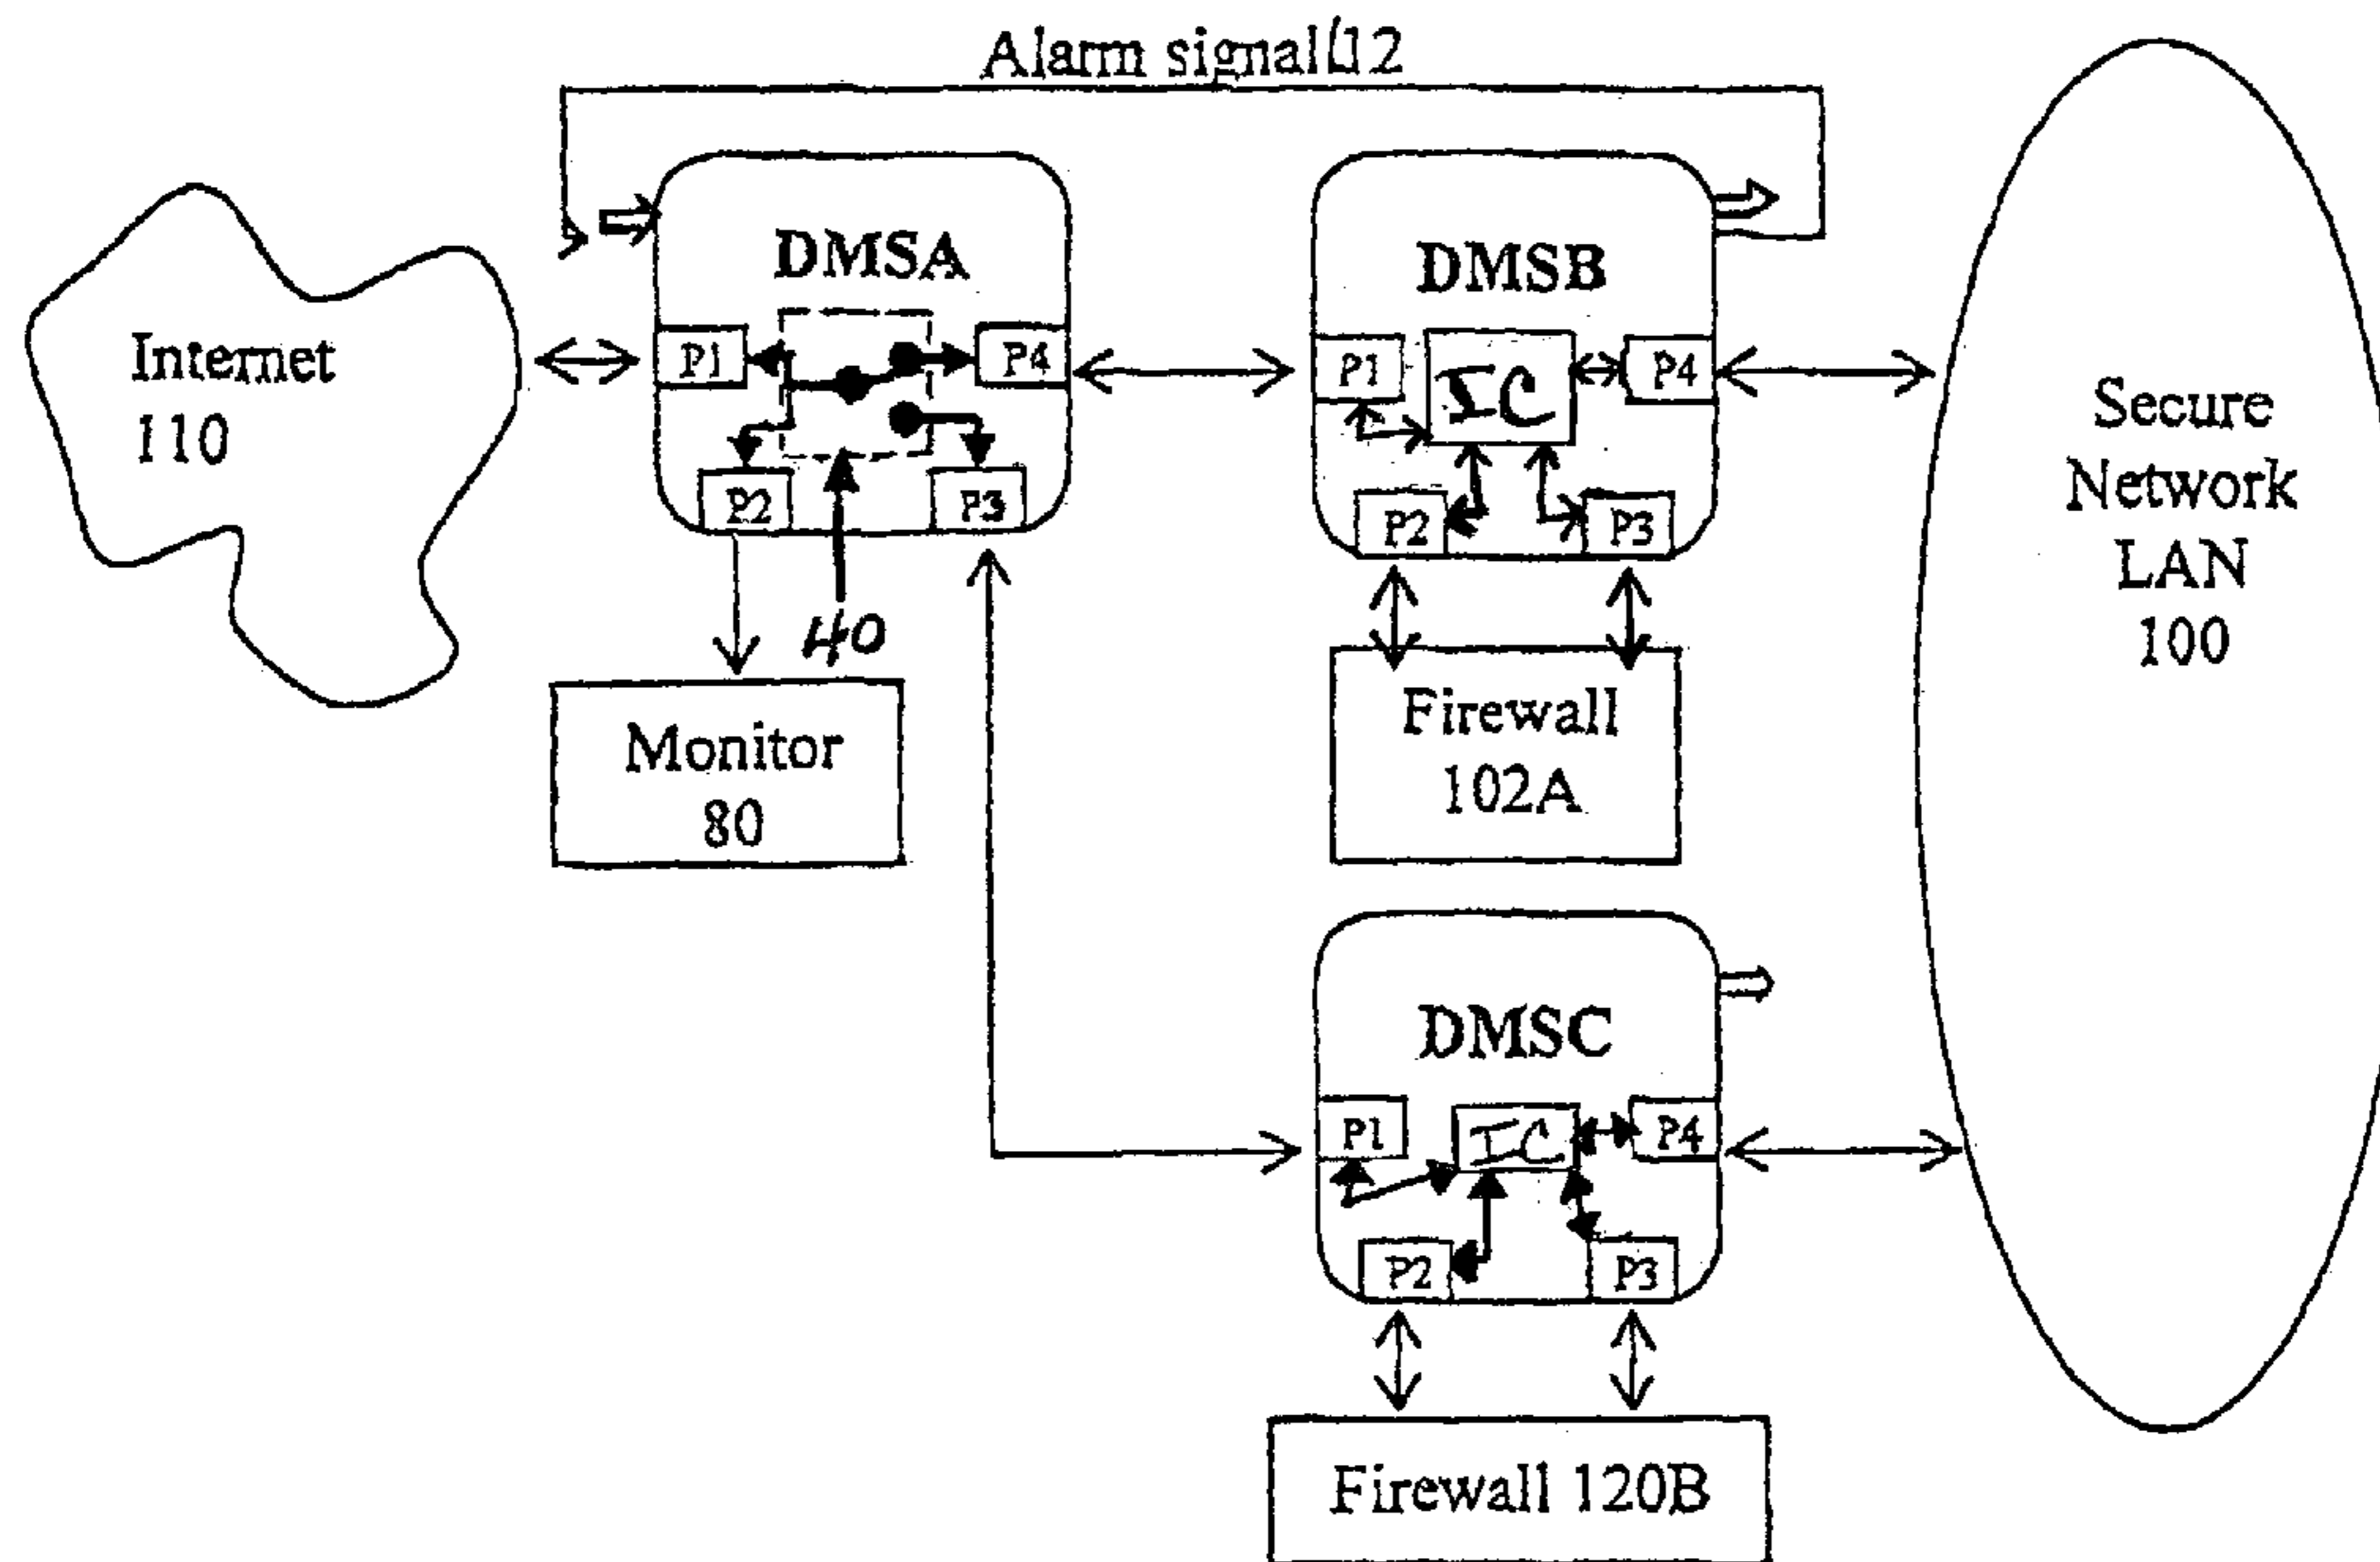 Alarm signal 112
DMSA
P1
P4
P2
P3
40
Internet
110
Monitor
80
DMSB
P1
IC
P4
P2
P3
Firewall
102A
Secure
Network
LAN
100
DMSC
P1
IC
P4
P2
P3
Firewall 120B